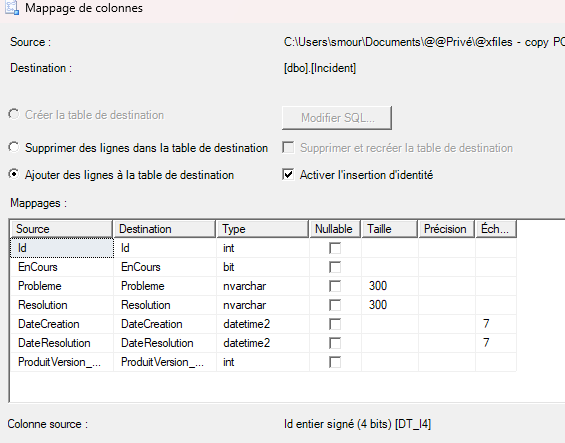 Mappage de colonnes
Source : C:\Users\smour\Documents\@@Privé\@xfiles - copy PC
Destination : [dbo].[Incident]
Créer la table de destination Modifier SQL...
Supprimer des lignes dans la table de destination Supprimer et recréer la table de destination
Ajouter des lignes à la table de destination Activer l'insertion d'identité
Mappages :
Source Destination Type Nullable Taille Précision Éch...
Id Id int
EnCours EnCours bit
Probleme Probleme nvarchar 300
Resolution Resolution nvarchar 300
DateCreation DateCreation datetime2 7
DateResolution DateResolution datetime2 7
ProduitVersion_... ProduitVersion_... int
Colonne source : Id entier signé (4 bits) [DT_I4]